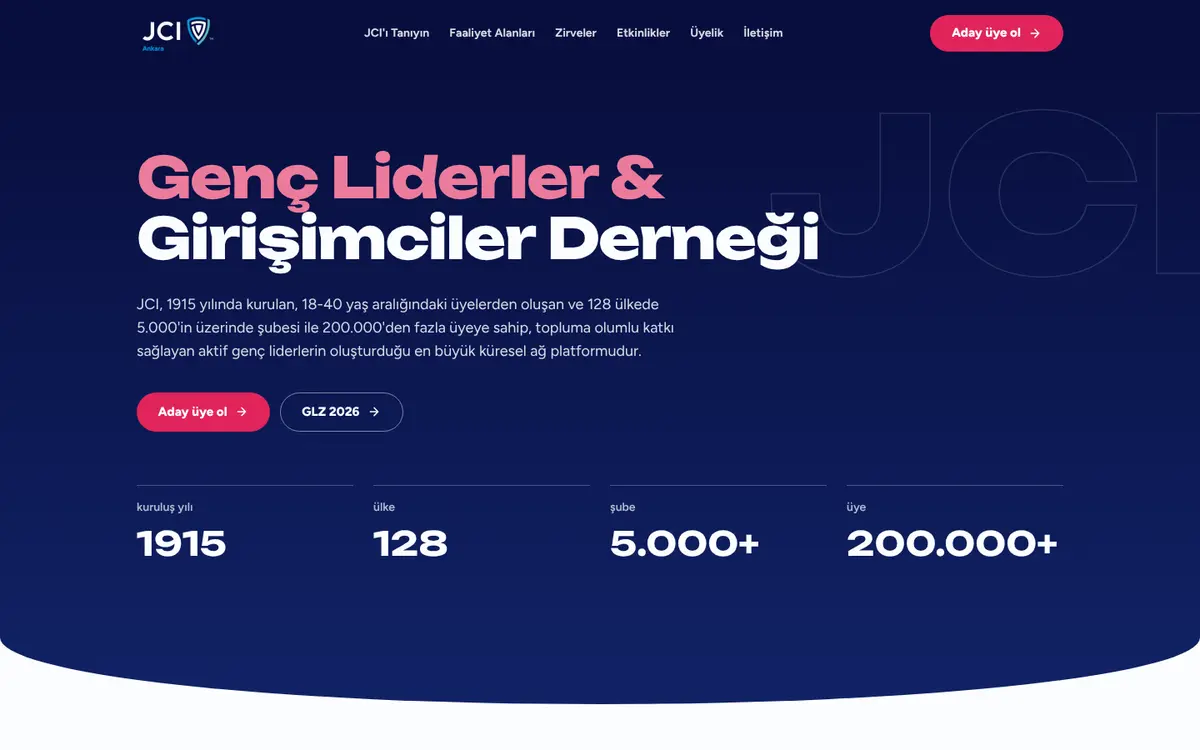 JCI
Ankara
JCI'ı Tanıyın
Faaliyet Alanları
Zirveler
Etkinlikler
Üyelik
İletişim
Aday üye ol →
JCI
Genç Liderler &
Girişimciler Derneği
JCI, 1915 yılında kurulan, 18-40 yaş aralığındaki üyelerden oluşan ve 128 ülkede
5.000'in üzerinde şubesi ile 200.000'den fazla üyeye sahip, topluma olumlu katkı
sağlayan aktif genç liderlerin oluşturduğu en büyük küresel ağ platformudur.
Aday üye ol →
GLZ 2026 →
kuruluş yılı
1915
ülke
128
şube
5.000+
üye
200.000+